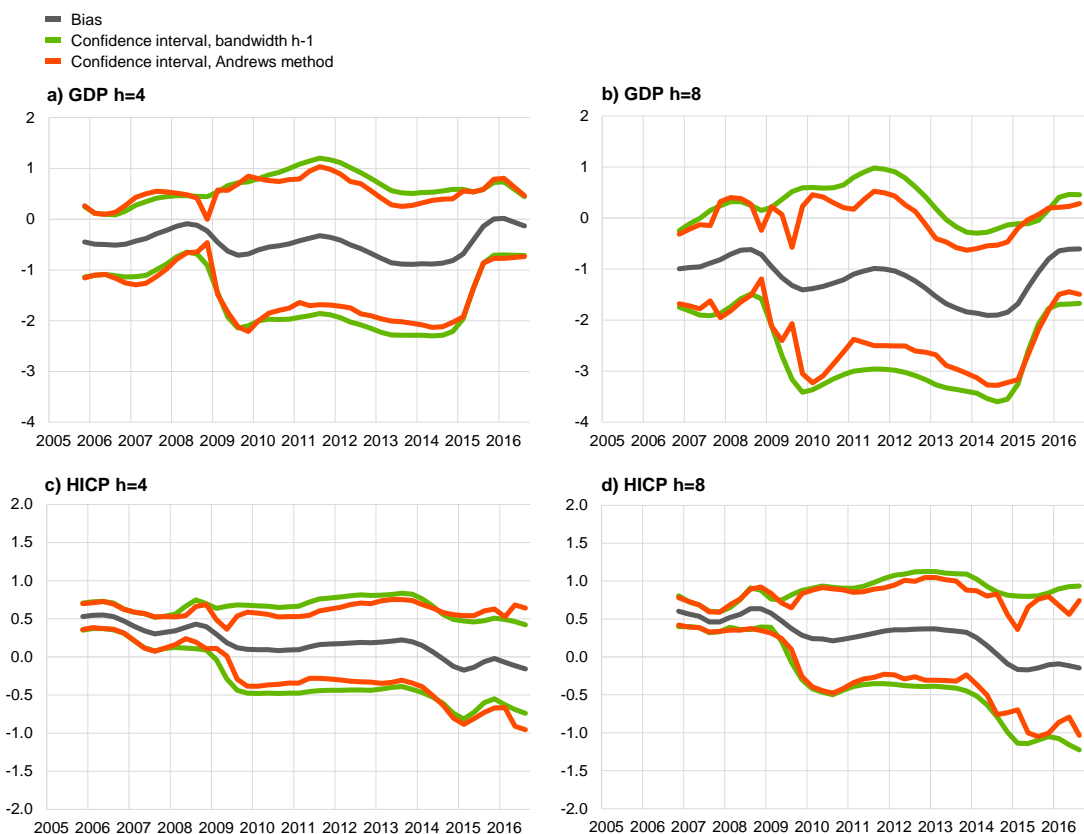 Bias
Confidence interval, bandwidth h-1
Confidence interval, Andrews method
a) GDP h=4
2
1
0
-1
-2
-3
-4
2005 2006 2007 2008 2009 2010 2011 2012 2013 2014 2015 2016
b) GDP h=8
2
1
0
-1
-2
-3
-4
2005 2006 2007 2008 2009 2010 2011 2012 2013 2014 2015 2016
c) HICP h=4
2.0
1.5
1.0
0.5
0.0
-0.5
-1.0
-1.5
-2.0
2005 2006 2007 2008 2009 2010 2011 2012 2013 2014 2015 2016
d) HICP h=8
2.0
1.5
1.0
0.5
0.0
-0.5
-1.0
-1.5
-2.0
2005 2006 2007 2008 2009 2010 2011 2012 2013 2014 2015 2016